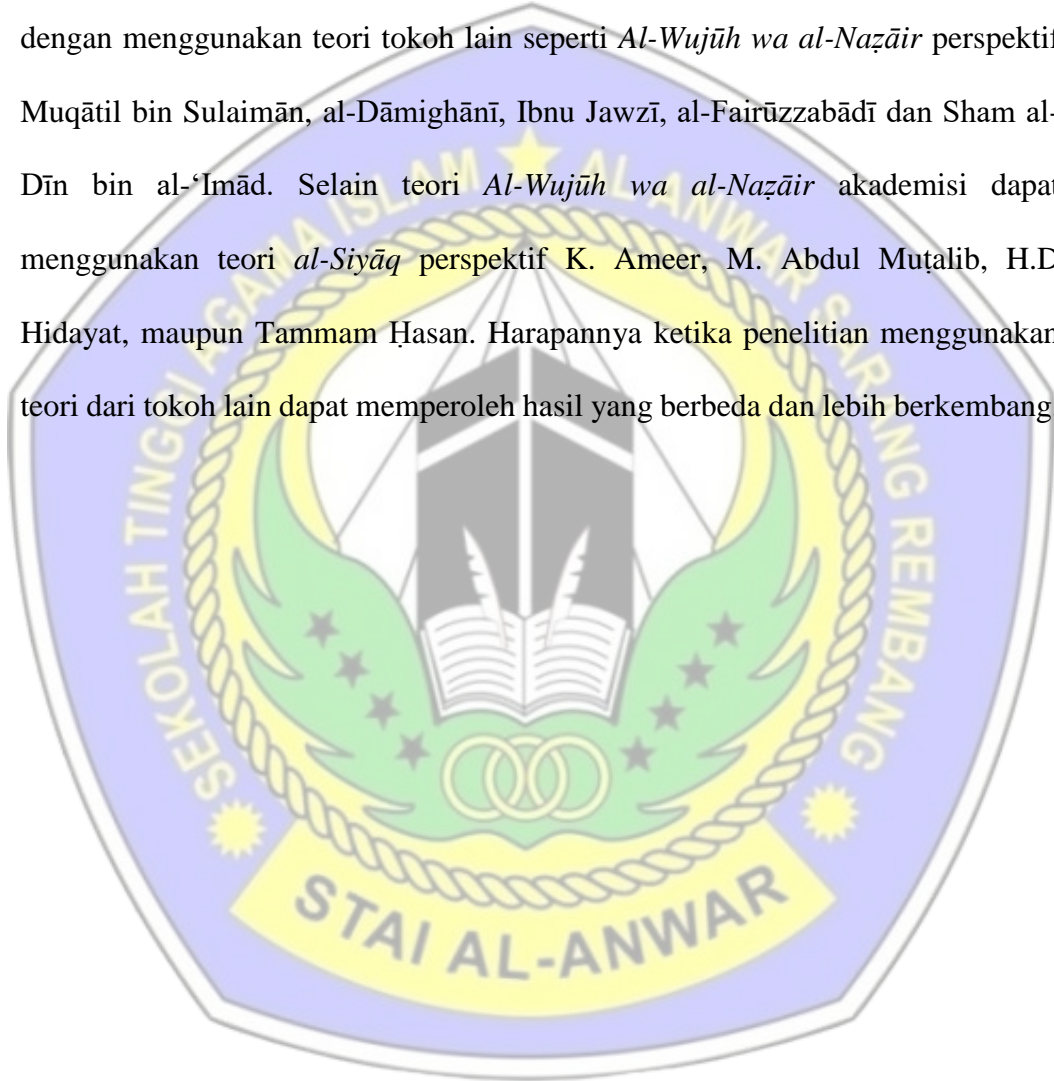 dengan menggunakan teori tokoh lain seperti Al-Wujūh wa al-Naẓāir perspektif
Muqātil bin Sulaimān, al-Dāmighānī, Ibnu Jawzī, al-Fairūzzabādī dan Sham al-
Dīn bin al-‘Imād. Selain teori Al-Wujūh wa al-Naẓāir akademisi dapat
menggunakan teori al-Siyāq perspektif K. Ameer, M. Abdul Muṭalib, H.D
Hidayat, maupun Tammam Ḥasan. Harapannya ketika penelitian menggunakan
teori dari tokoh lain dapat memperoleh hasil yang berbeda dan lebih berkembang.
SEKOLAH TINGGI AGAMA ISLAM ★ AL-ANWAR SARANG REMBANG
STAI AL-ANWAR